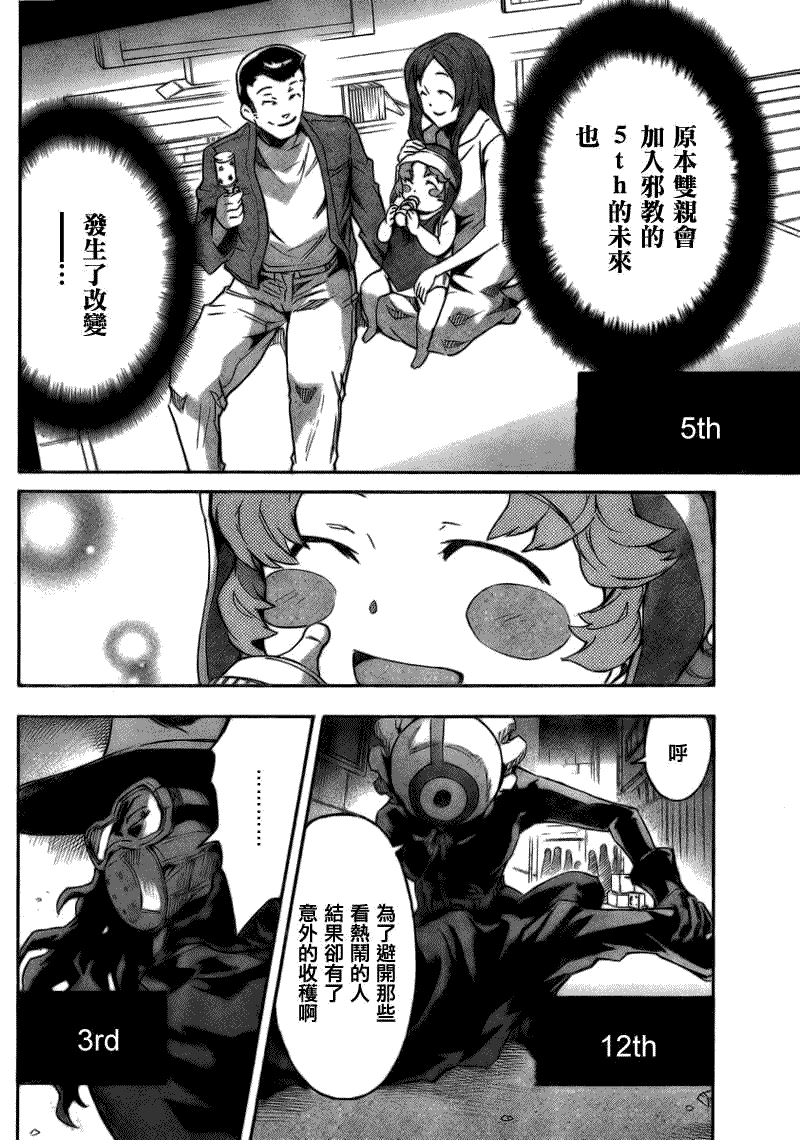 原本雙親會
加入邪教的
5th的未來
也
發生了改變
——…
5th
呼
為了避開那些
看熱鬧的人
結果卻有了
意外的收穫啊
12th
…………
3rd